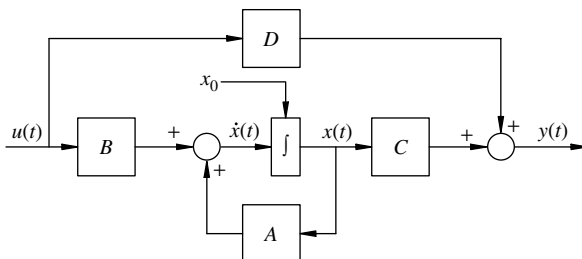 D
x₀
u(t)
B
+
ẋ(t)
∫
x(t)
C
+
+
y(t)
+
A